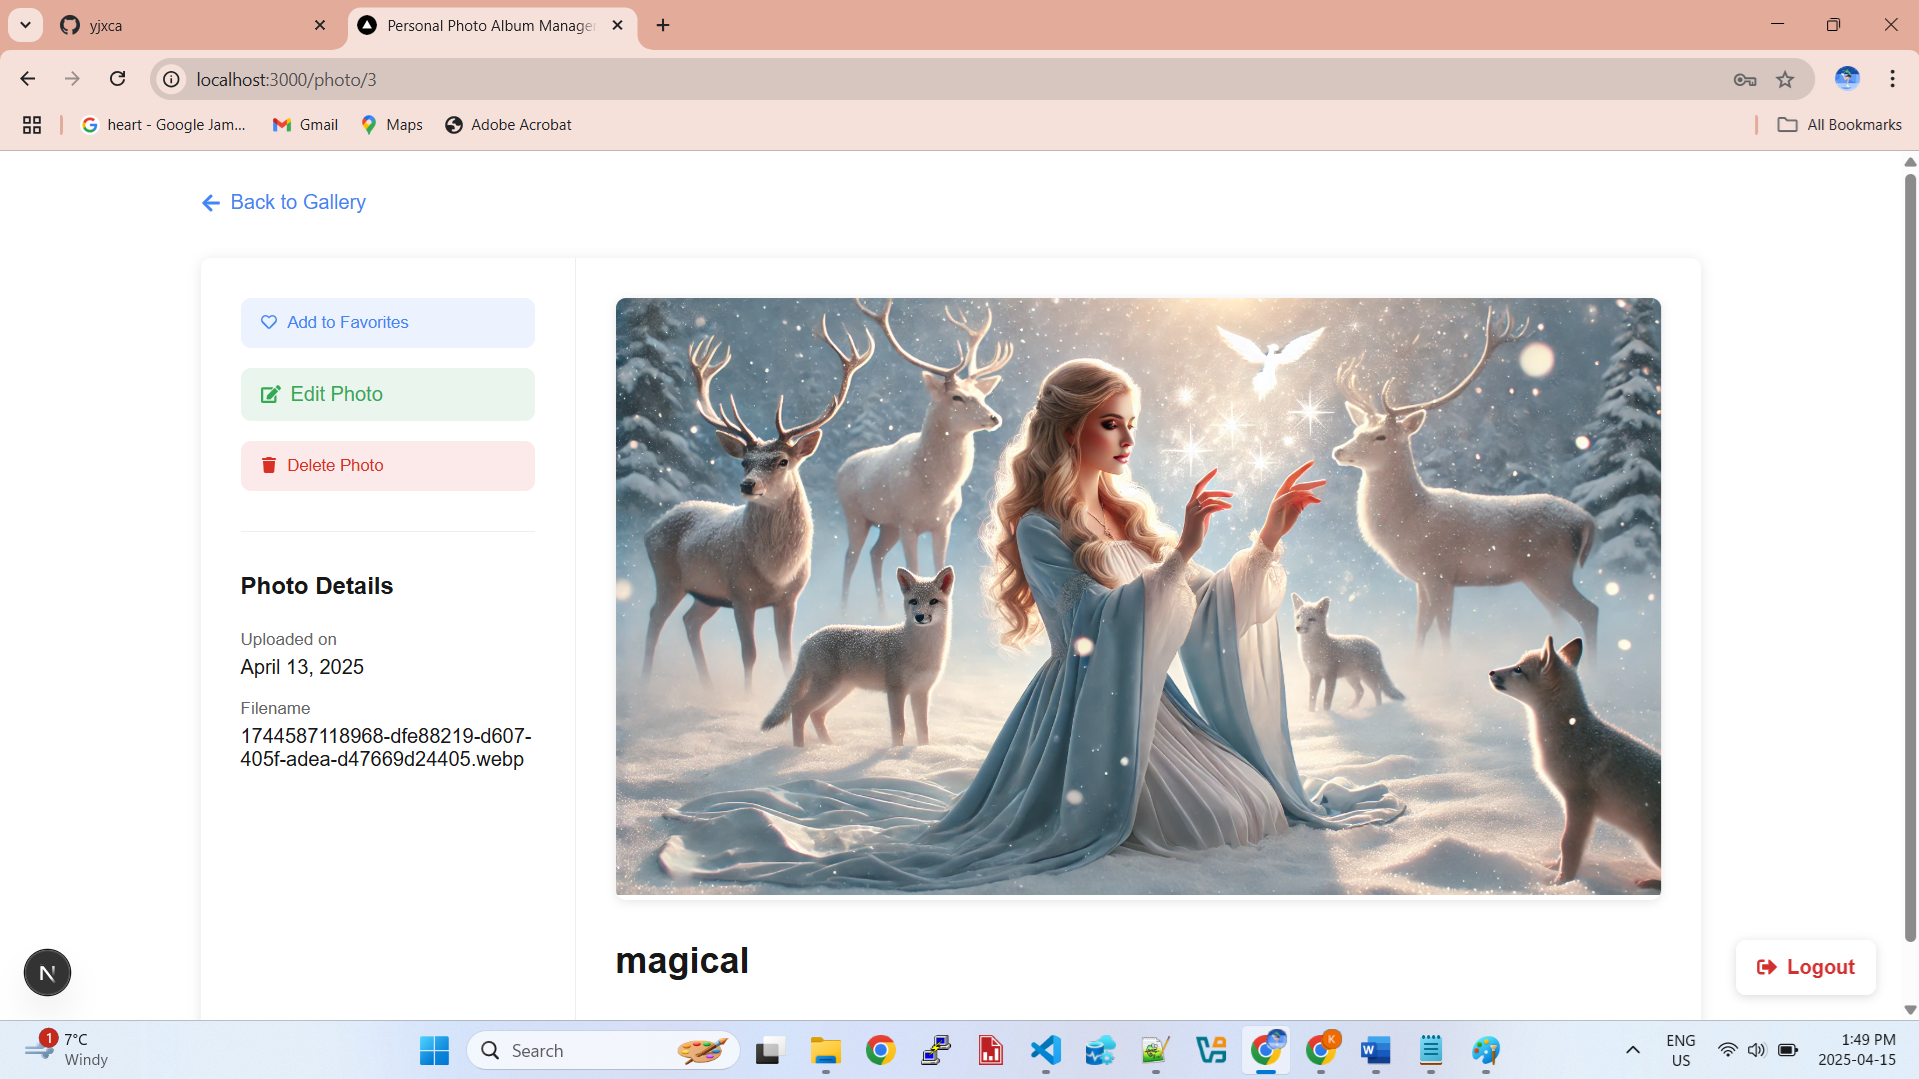 yjxca
Personal Photo Album Manager
localhost:3000/photo/3
heart - Google Jam...
Gmail
Maps
Adobe Acrobat
All Bookmarks
Back to Gallery
Add to Favorites
Edit Photo
Delete Photo
Photo Details
Uploaded on
April 13, 2025
Filename
1744587118968-dfe88219-d607-
405f-adea-d47669d24405.webp
magical
N
Logout
1
7°C
Windy
Search
K
W
ENG
US
1:49 PM
2025-04-15